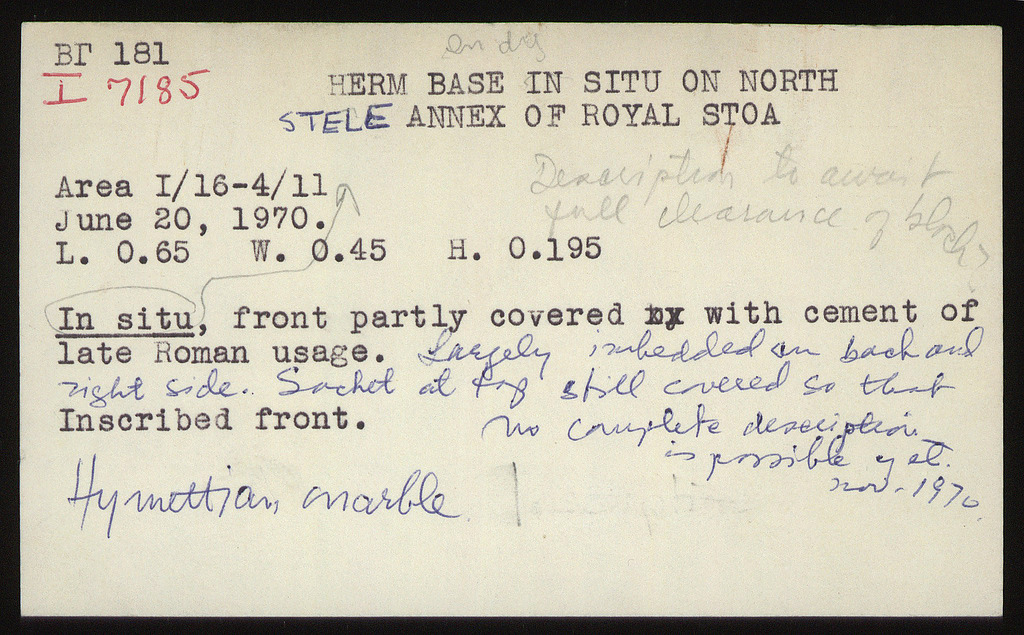 BΓ 181
On dig
I 7185
HERM BASE IN SITU ON NORTH
STELE ANNEX OF ROYAL STOA
Area I/16-4/11
Description to await
full clearance of block
June 20, 1970.
L. 0.65 W. 0.45 H. 0.195
In situ, front partly covered with cement of
late Roman usage. Largely imbedded in back and
right side. Socket at top still covered so that
Inscribed front. no complete description
is possible yet.
Nov. 1970
Hymettian marble